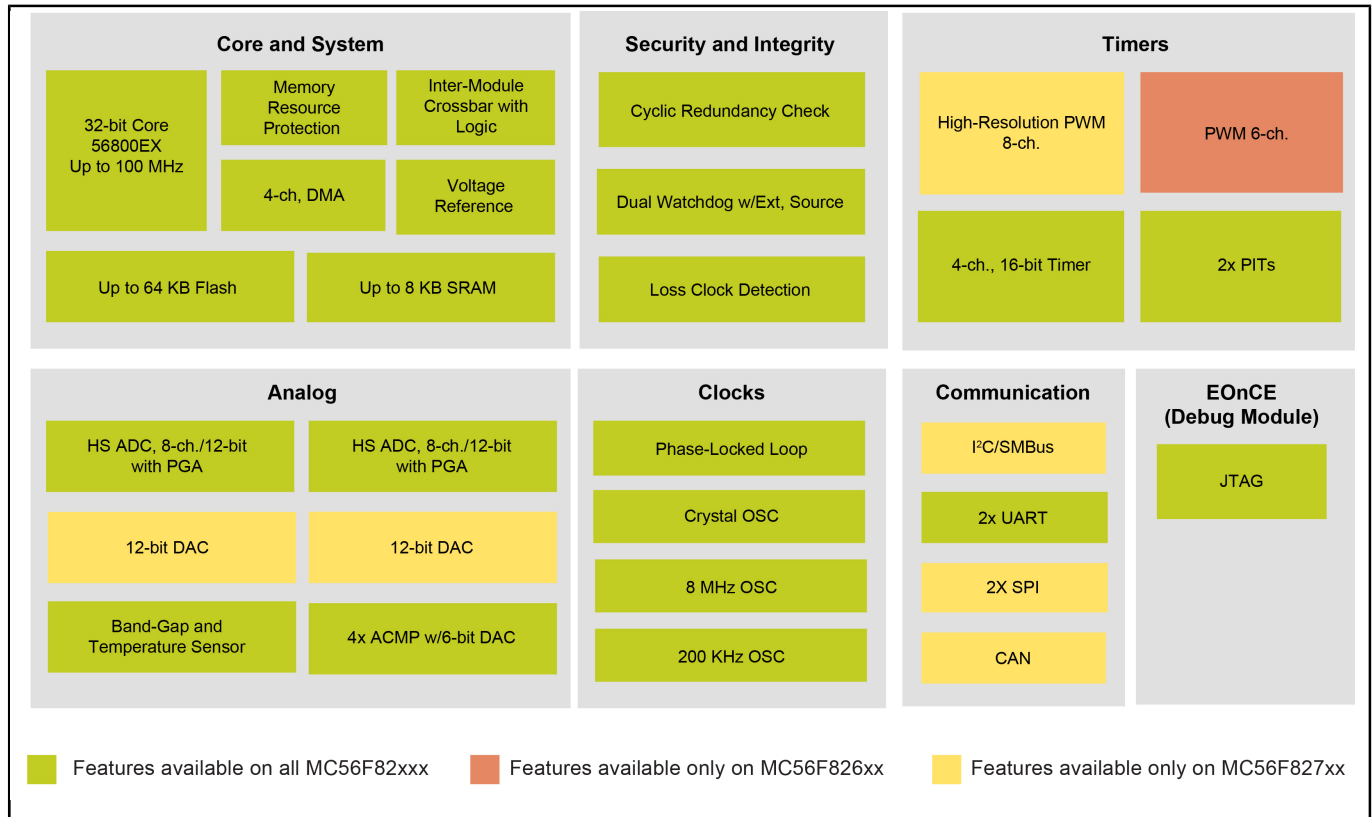 Core and System
32-bit Core
56800EX
Up to 100 MHz
Memory
Resource
Protection
Inter-Module
Crossbar with
Logic
4-ch, DMA
Voltage
Reference
Up to 64 KB Flash
Up to 8 KB SRAM
Security and Integrity
Cyclic Redundancy Check
Dual Watchdog w/Ext, Source
Loss Clock Detection
Timers
High-Resolution PWM
8-ch.
PWM 6-ch.
4-ch., 16-bit Timer
2x PITs
Analog
HS ADC, 8-ch./12-bit
with PGA
HS ADC, 8-ch./12-bit
with PGA
12-bit DAC
12-bit DAC
Band-Gap and
Temperature Sensor
4x ACMP w/6-bit DAC
Clocks
Phase-Locked Loop
Crystal OSC
8 MHz OSC
200 KHz OSC
Communication
I²C/SMBus
2x UART
2X SPI
CAN
EOnCE
(Debug Module)
JTAG
Features available on all MC56F82xxx
Features available only on MC56F826xx
Features available only on MC56F827xx